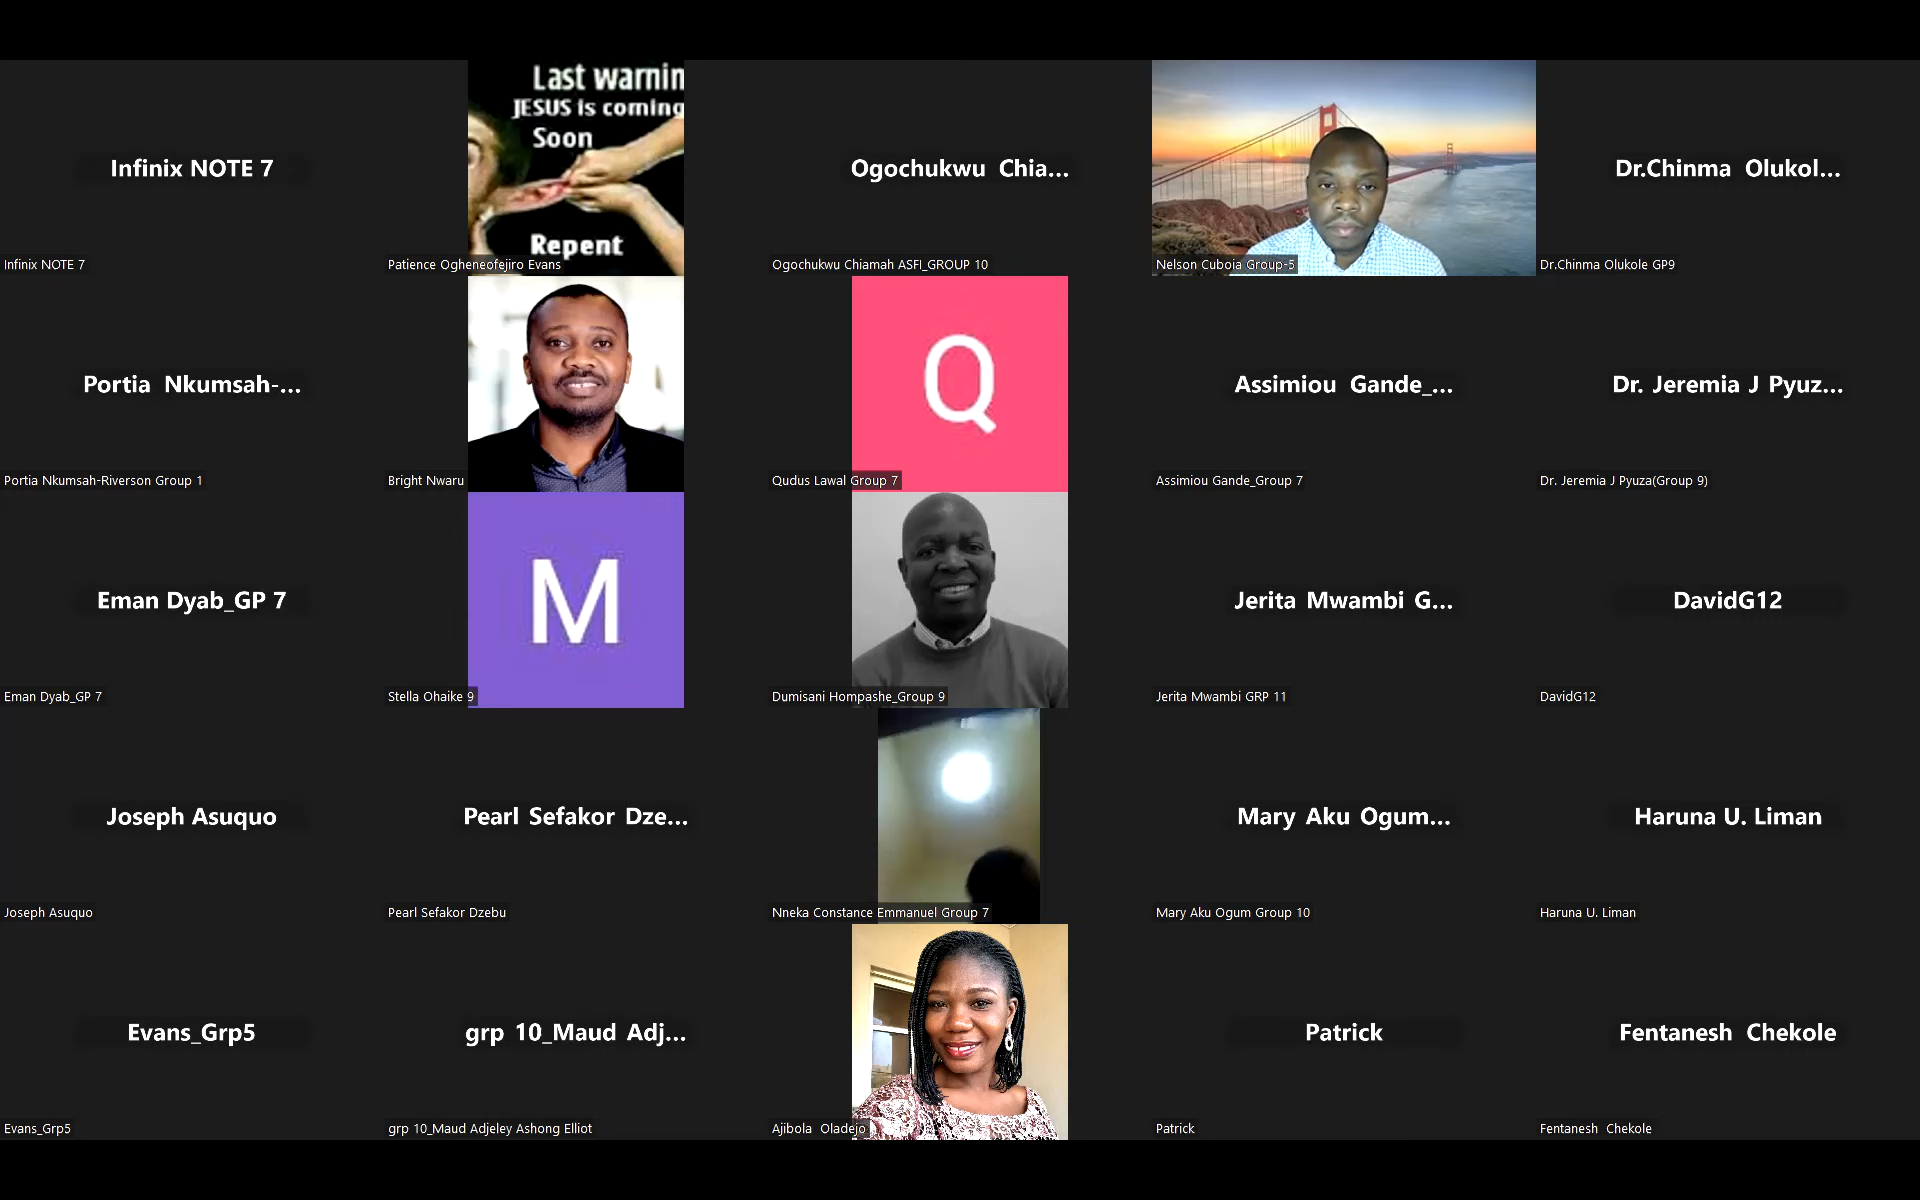 Infinix NOTE 7
Infinix NOTE 7
Last warnin
JESUS is coming
Soon
Repent
Patience Ogheneofejiro Evans
Ogochukwu Chia...
Ogochukwu Chiamah ASFI_GROUP 10
Nelson Cuboia Group-5
Dr.Chinma Olukol...
Dr.Chinma Olukole GP9
Portia Nkumsah-...
Portia Nkumsah-Riverson Group 1
Bright Nwaru
Q
Qudus Lawal Group 7
Assimiou Gande_...
Assimiou Gande_Group 7
Dr. Jeremia J Pyuz...
Dr. Jeremia J Pyuza(Group 9)
Eman Dyab_GP 7
Eman Dyab_GP 7
M
Stella Ohaike 9
Dumisani Hompashe_Group 9
Jerita Mwambi G...
Jerita Mwambi GRP 11
DavidG12
DavidG12
Joseph Asuquo
Joseph Asuquo
Pearl Sefakor Dze...
Pearl Sefakor Dzebu
Nneka Constance Emmanuel Group 7
Mary Aku Ogum...
Mary Aku Ogum Group 10
Haruna U. Liman
Haruna U. Liman
Evans_Grp5
Evans_Grp5
grp 10_Maud Adj...
grp 10_Maud Adjeley Ashong Elliot
Ajibola Oladejo
Patrick
Patrick
Fentanesh Chekole
Fentanesh Chekole